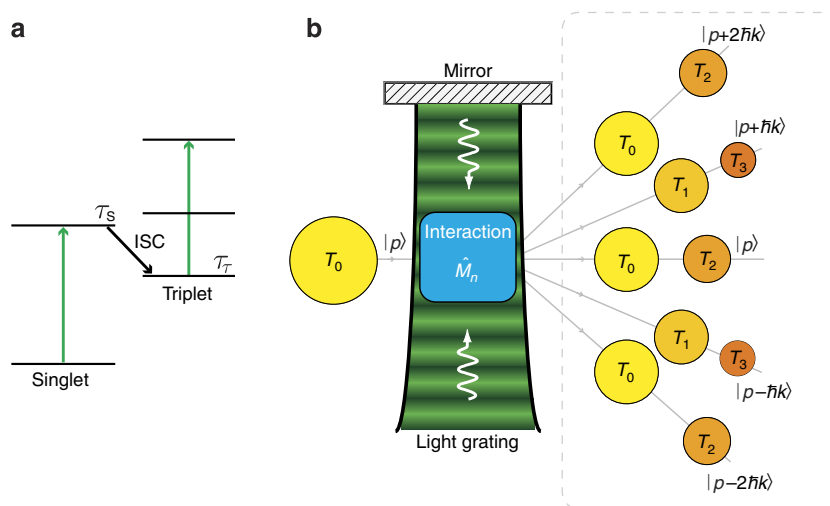 a
τS
ISC
ττ
Triplet
Singlet
b
Mirror
T0
|p⟩
Interaction
M̂n
Light grating
|p+2ħk⟩
T2
T0
|p+ħk⟩
T3
T1
T0
T2
|p⟩
T1
T3
T0
|p−ħk⟩
T2
|p−2ħk⟩